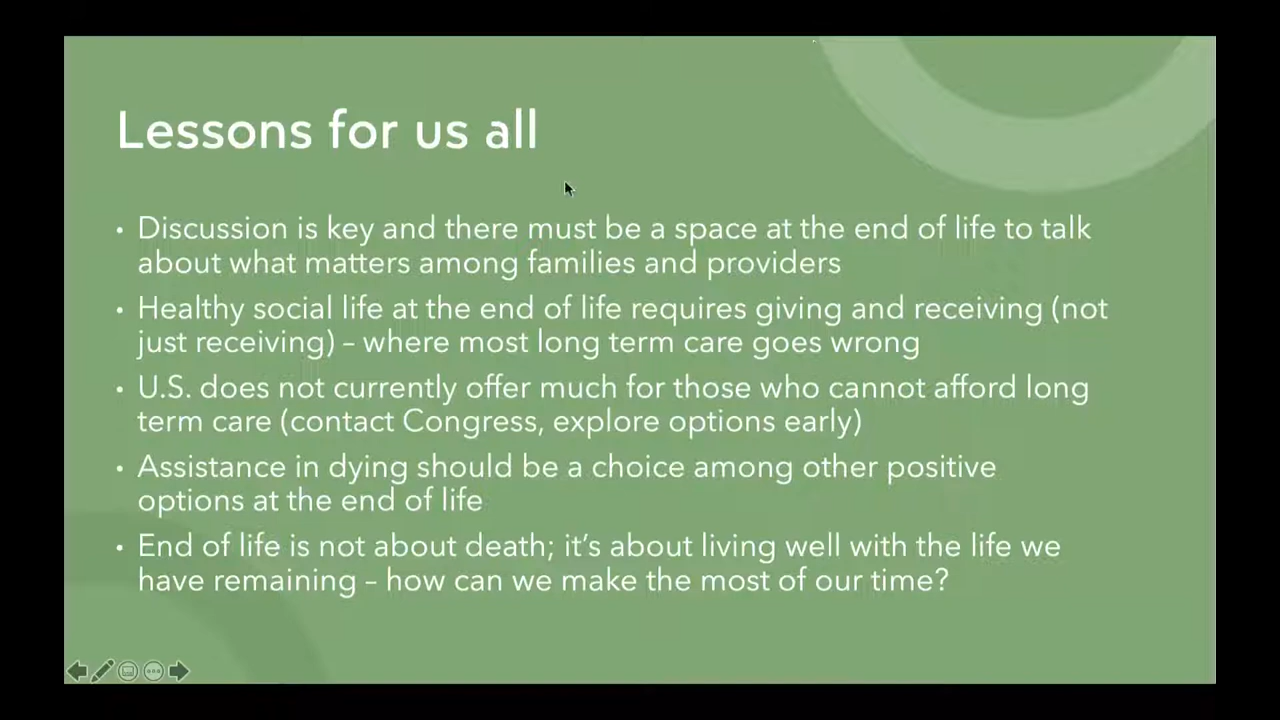 Lessons for us all
• Discussion is key and there must be a space at the end of life to talk
about what matters among families and providers
• Healthy social life at the end of life requires giving and receiving (not
just receiving) – where most long term care goes wrong
• U.S. does not currently offer much for those who cannot afford long
term care (contact Congress, explore options early)
• Assistance in dying should be a choice among other positive
options at the end of life
• End of life is not about death; it’s about living well with the life we
have remaining – how can we make the most of our time?